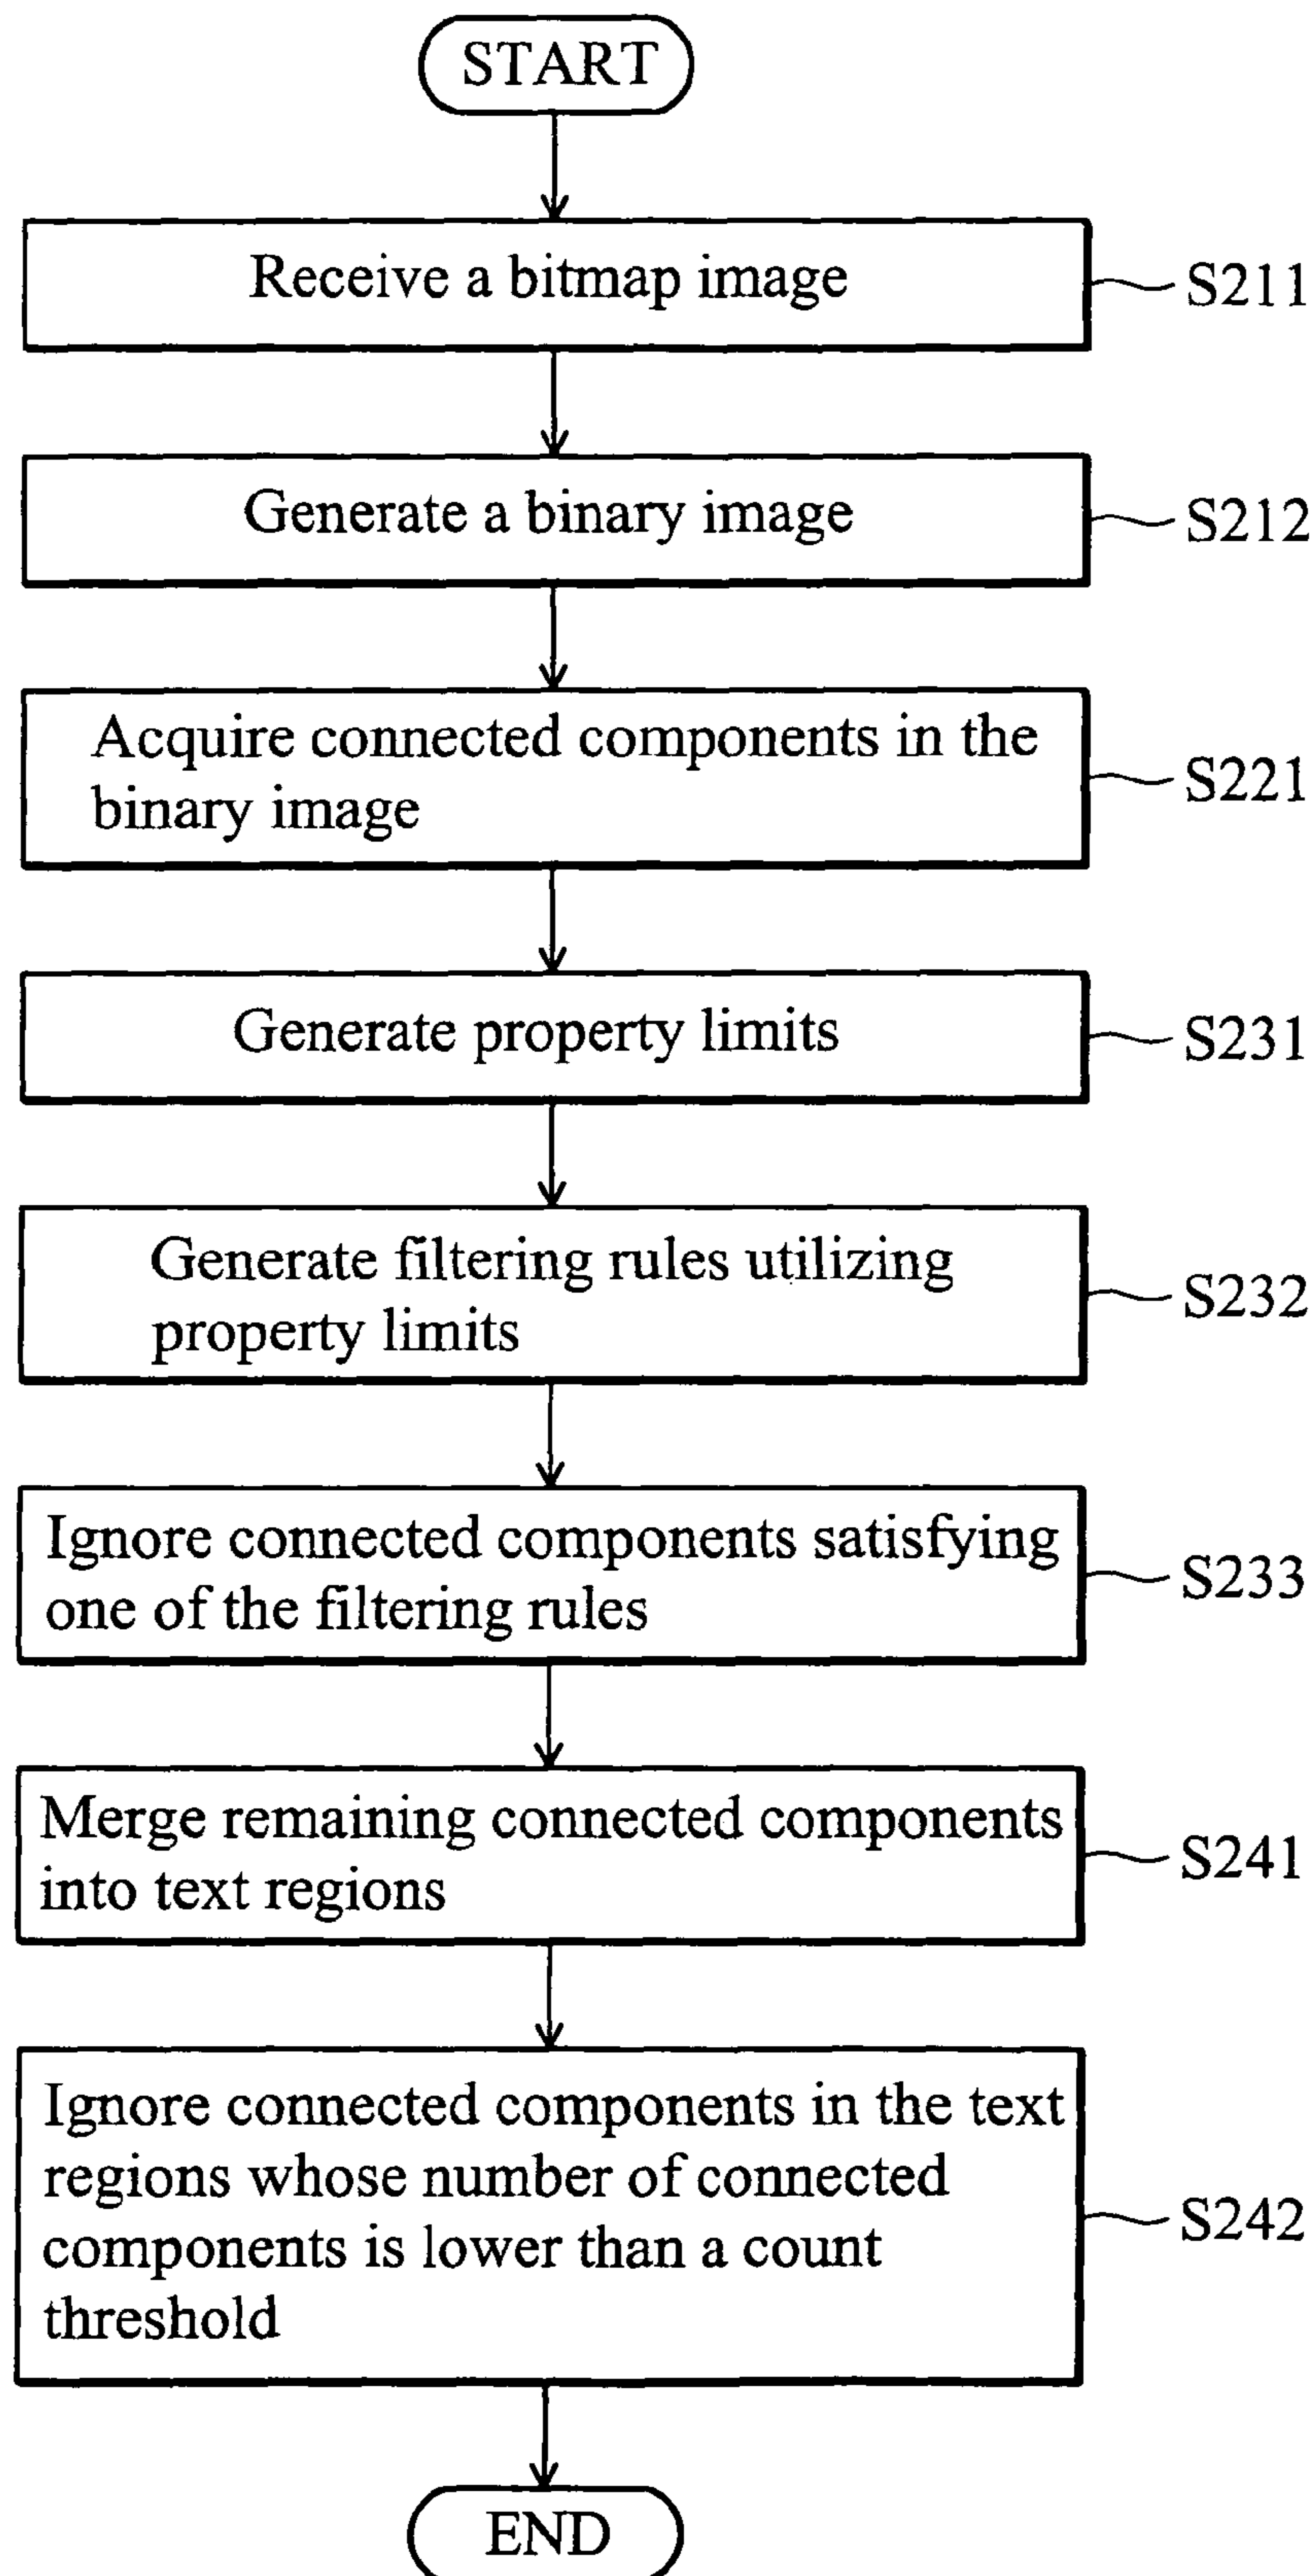 START
Receive a bitmap image
S211
Generate a binary image
S212
Acquire connected components in the
binary image
S221
Generate property limits
S231
Generate filtering rules utilizing
property limits
S232
Ignore connected components satisfying
one of the filtering rules
S233
Merge remaining connected components
into text regions
S241
Ignore connected components in the text
regions whose number of connected
components is lower than a count
threshold
S242
END